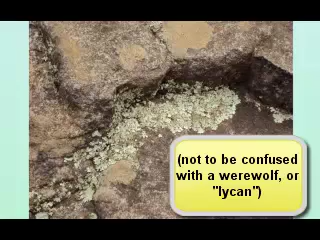 (not to be confused
with a werewolf, or
"lycan")